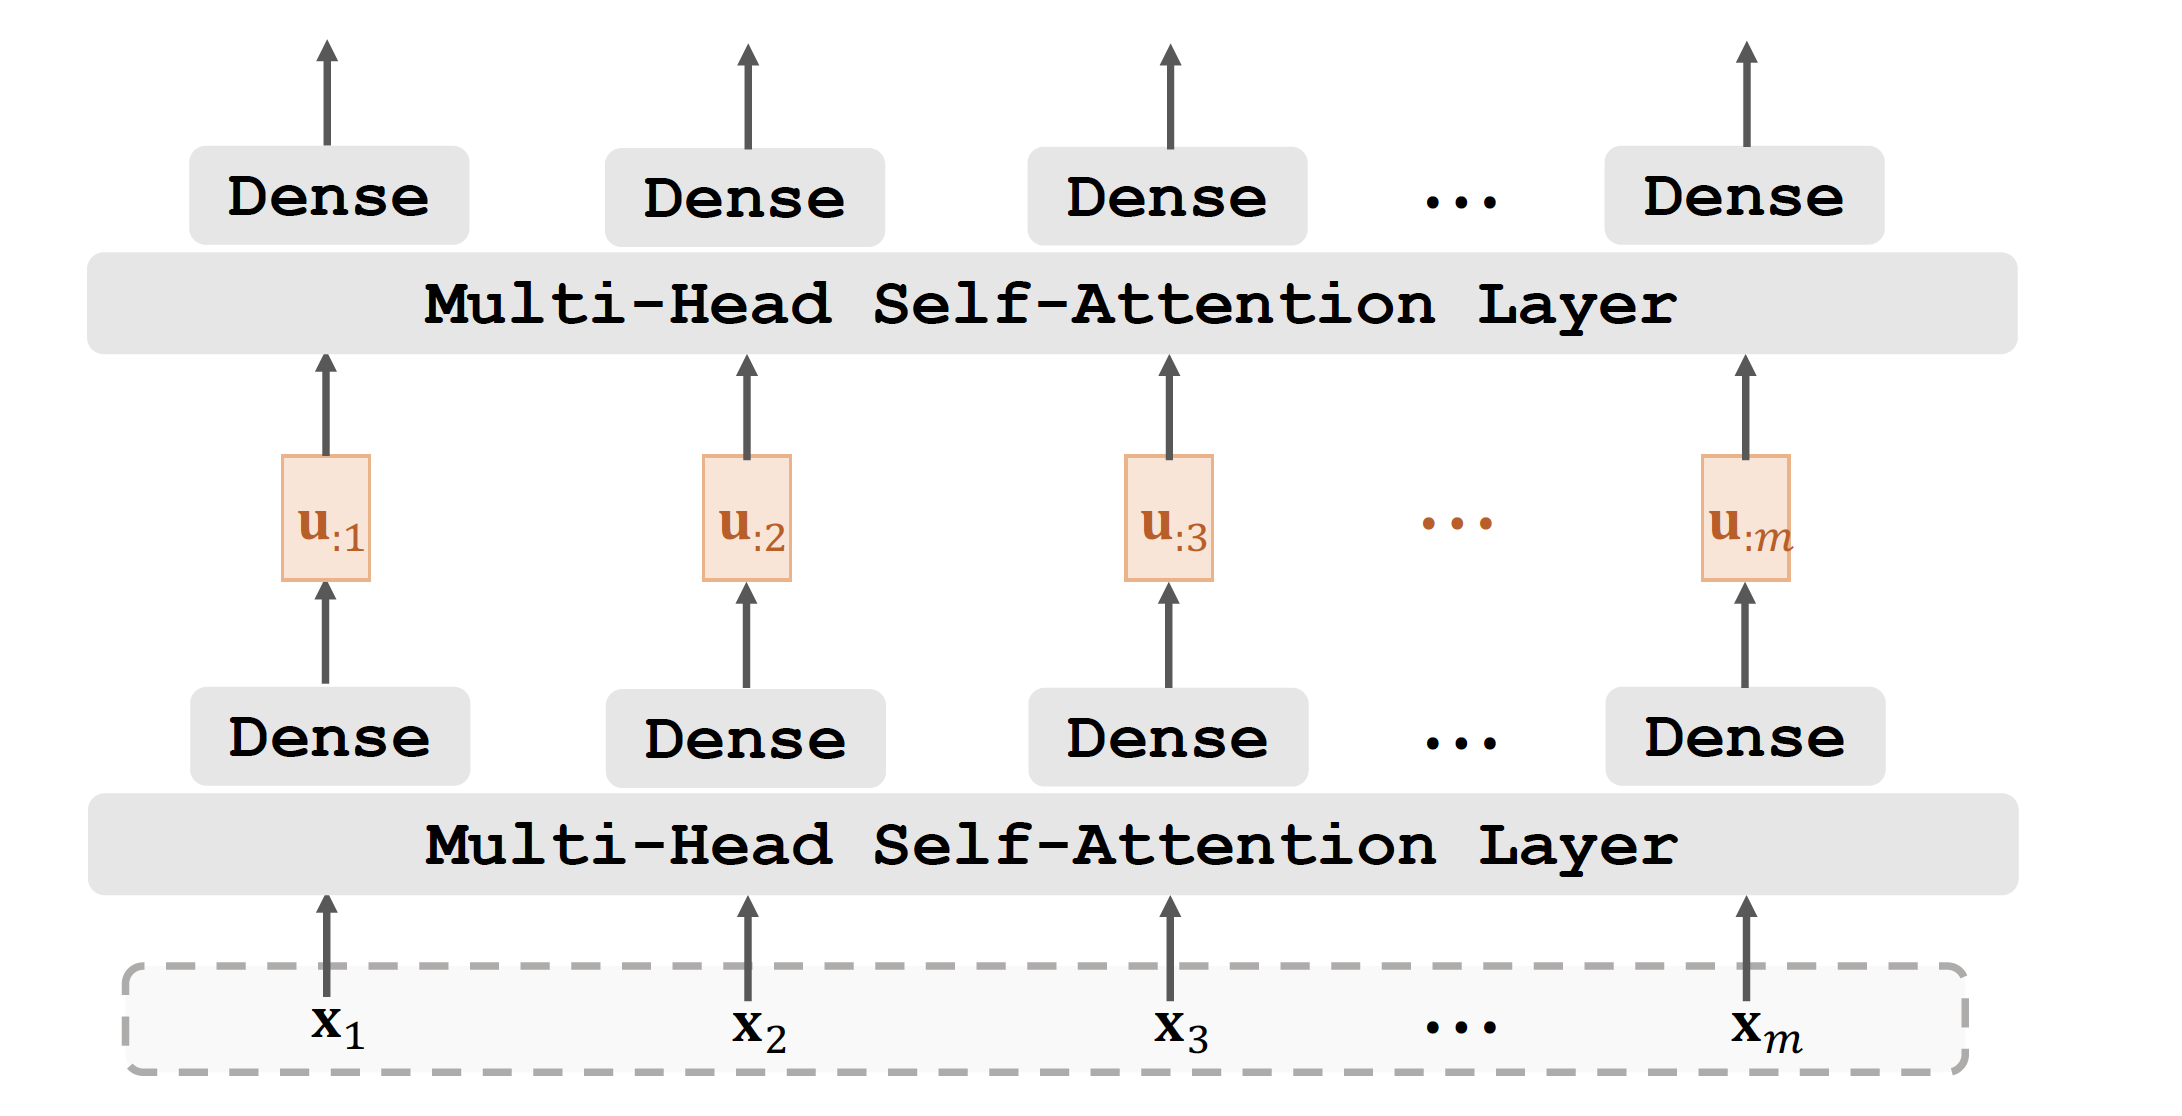 Dense Dense Dense ... Dense
Multi-Head Self-Attention Layer
u:1 u:2 u:3 ... u:m
Dense Dense Dense ... Dense
Multi-Head Self-Attention Layer
x1 x2 x3 ... xm